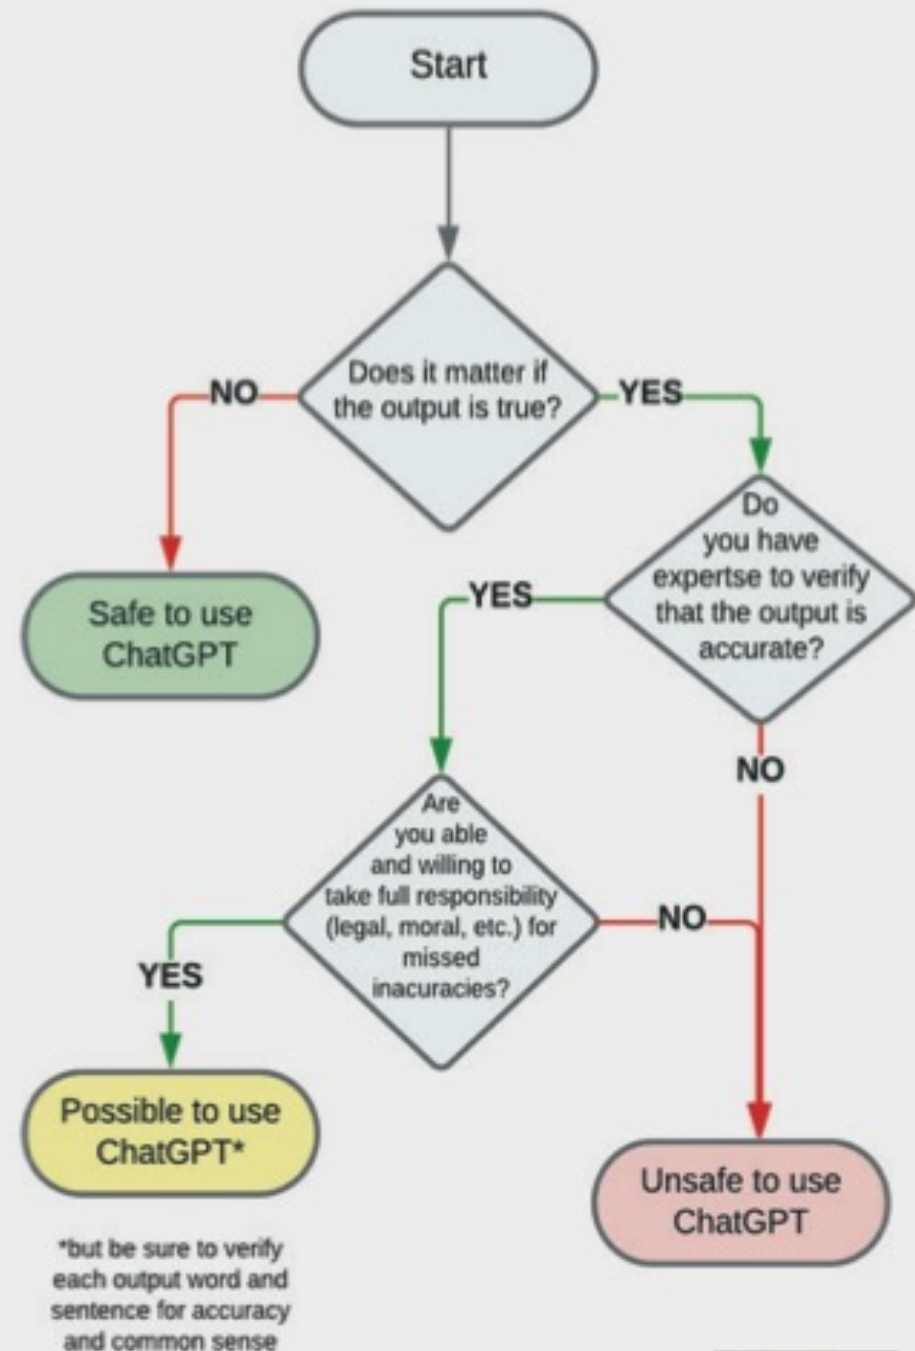 Start
Does it matter if
the output is true?
NO
YES
Do
you have
expertse to verify
that the output is
accurate?
Safe to use
ChatGPT
YES
NO
Are
you able
and willing to
take full responsibility
(legal, moral, etc.) for
missed
inacuracies?
NO
YES
Possible to use
ChatGPT*
Unsafe to use
ChatGPT
*but be sure to verify
each output word and
sentence for accuracy
and common sense